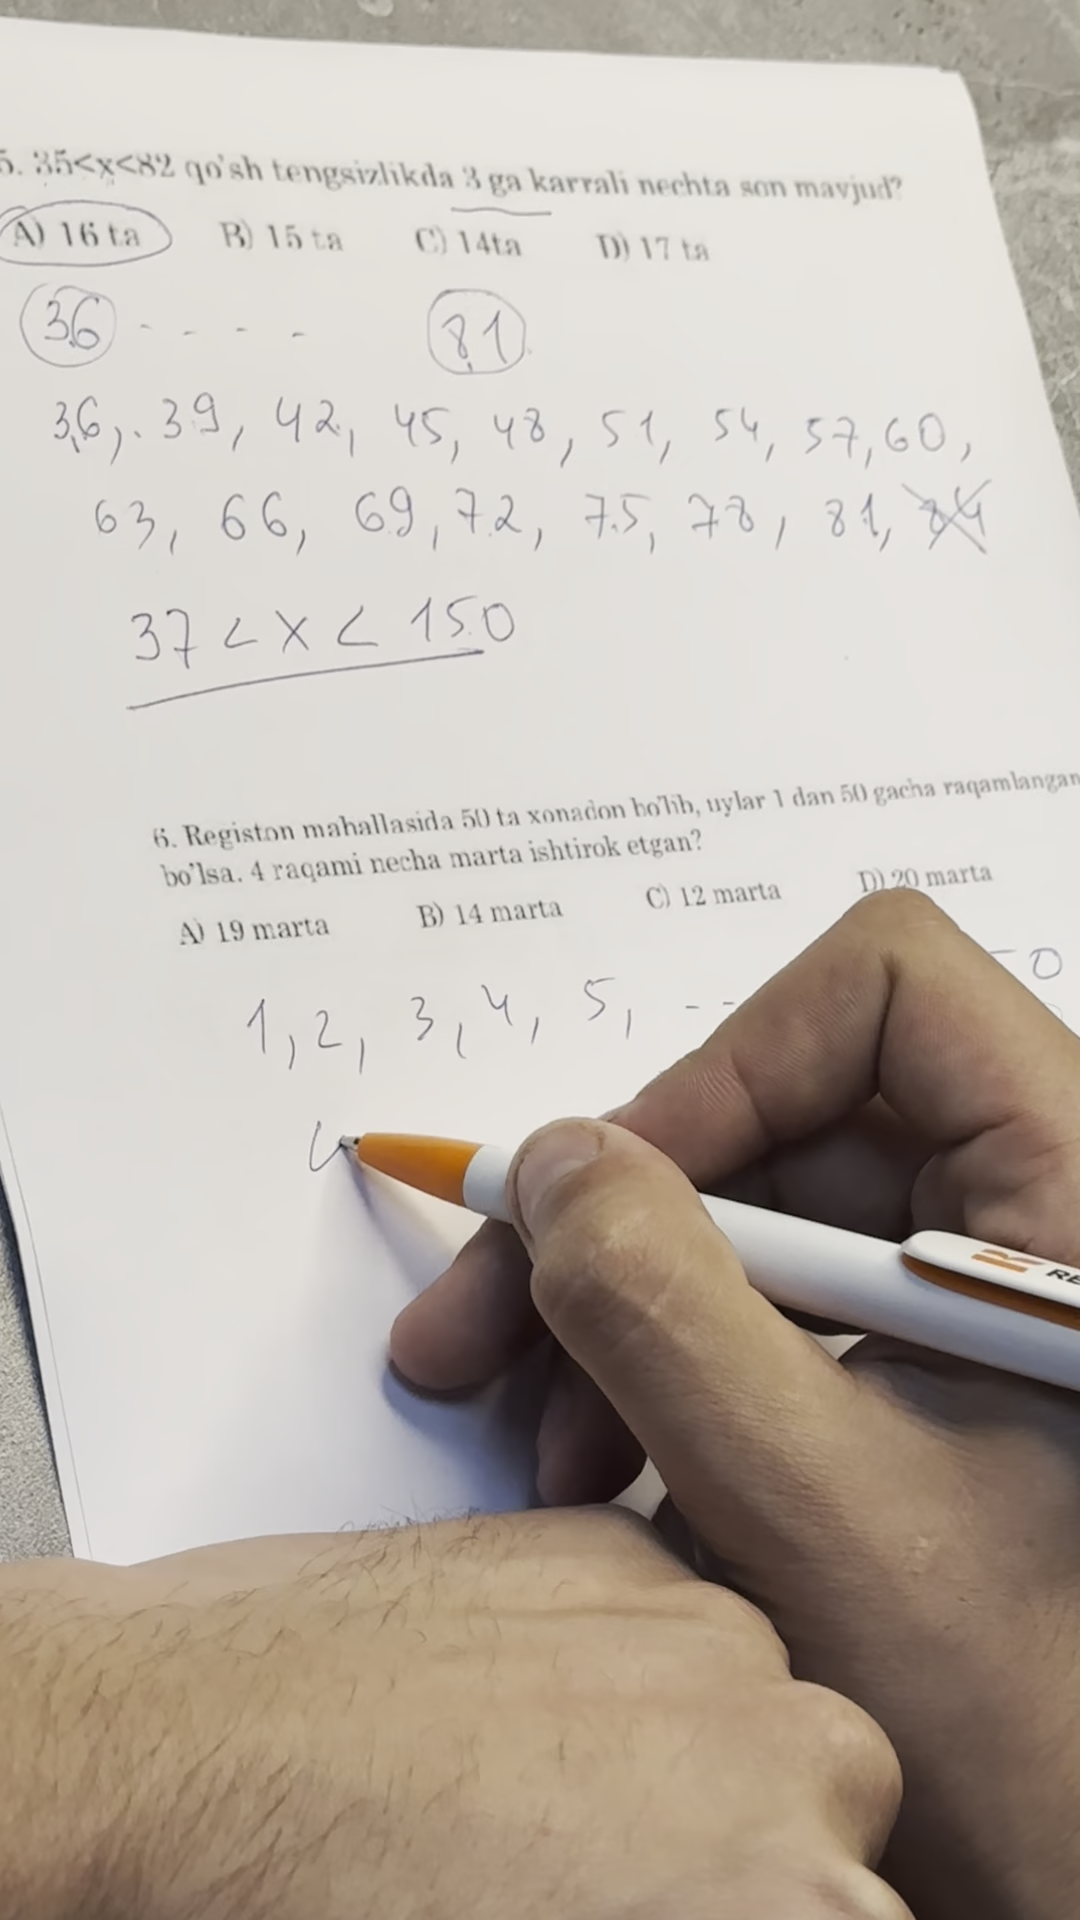 5. 35<x<82 qo'sh tengsizlikda 3 ga karrali nechta son mavjud?
A) 16 ta B) 15 ta C) 14ta D) 17 ta
36 - - - - 81
36, 39, 42, 45, 48, 51, 54, 57, 60,
63, 66, 69, 72, 75, 78, 81, 84
37 < x < 150
6. Registon mahallasida 50 ta xonadon bo'lib, uylar 1 dan 50 gacha raqamlangan
bo'lsa. 4 raqami necha marta ishtirok etgan?
A) 19 marta B) 14 marta C) 12 marta D) 20 marta
1, 2, 3, 4, 5, - - 0